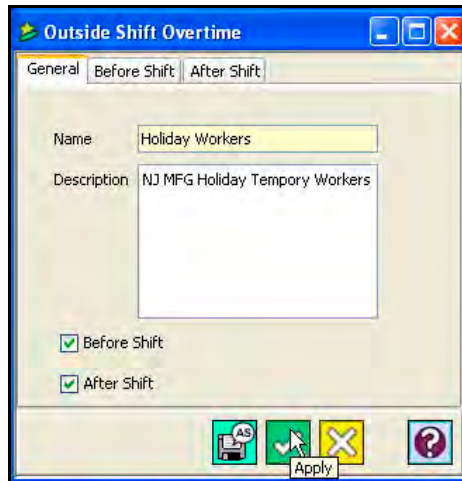 Outside Shift Overtime
General Before Shift After Shift
Name Holiday Workers
Description NJ MFG Holiday Tempory Workers
Before Shift
After Shift
AS
?
Apply